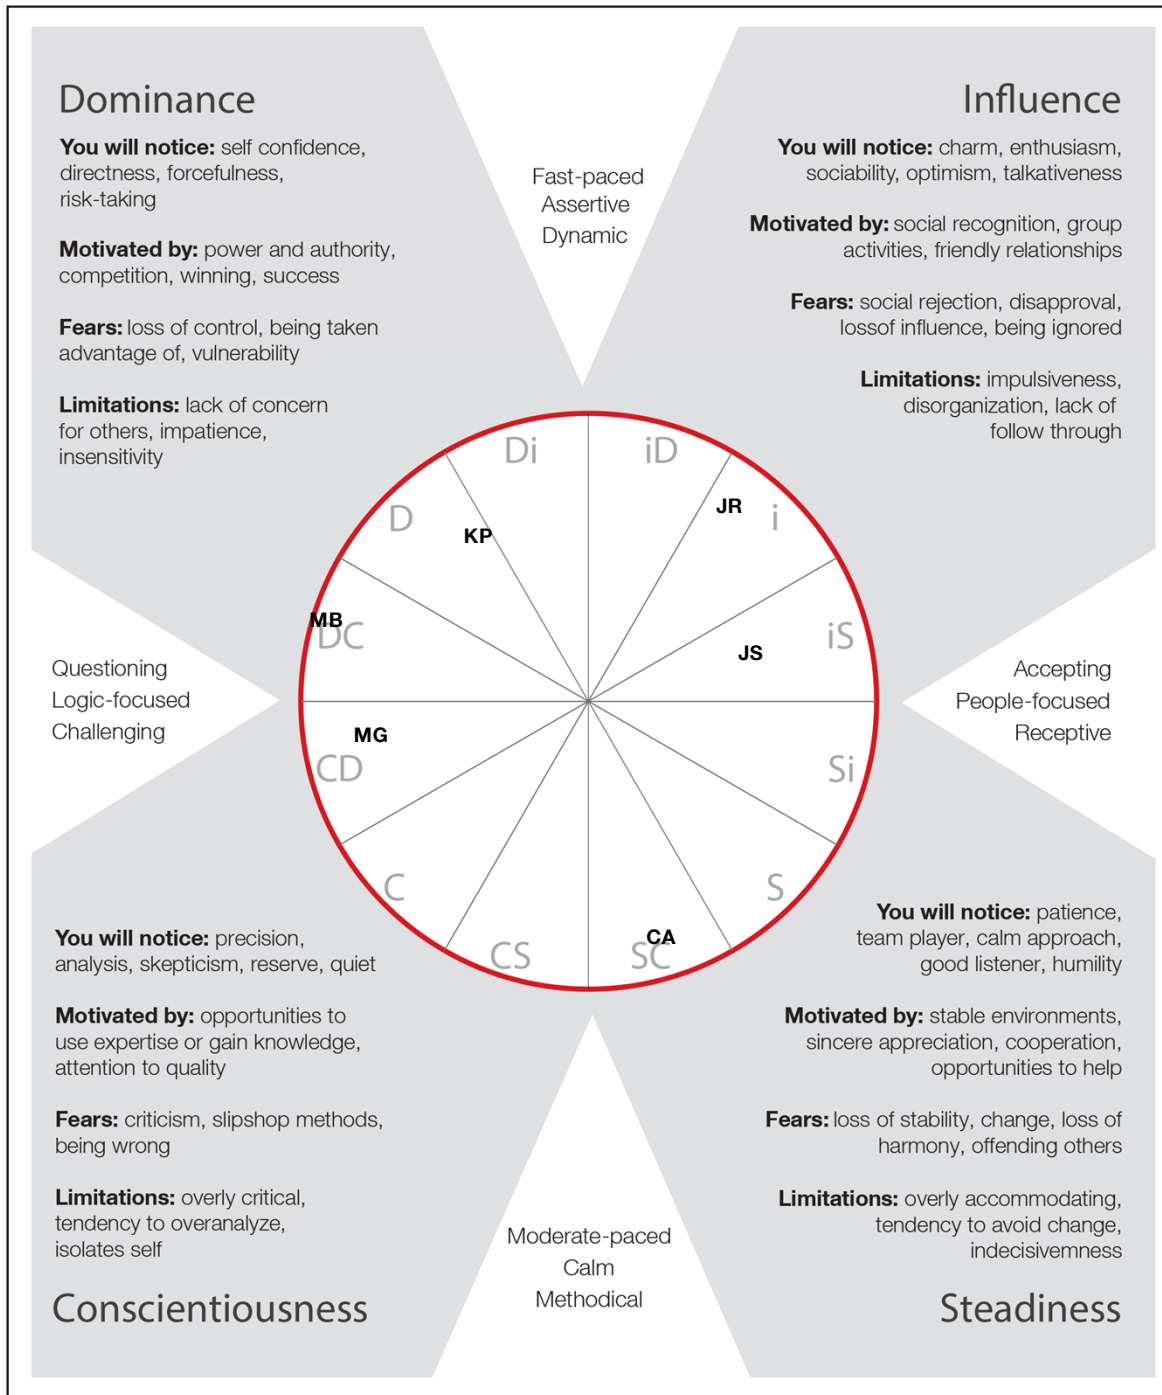 Dominance
You will notice: self confidence,
directness, forcefulness,
risk-taking
Motivated by: power and authority,
competition, winning, success
Fears: loss of control, being taken
advantage of, vulnerability
Limitations: lack of concern
for others, impatience,
insensitivity
Fast-paced
Assertive
Dynamic
Influence
You will notice: charm, enthusiasm,
sociability, optimism, talkativeness
Motivated by: social recognition, group
activities, friendly relationships
Fears: social rejection, disapproval,
lossof influence, being ignored
Limitations: impulsiveness,
disorganization, lack of
follow through
Di
iD
D
KP
JR
i
MB
DC
JS
iS
MG
CD
Si
C
S
CS
CA
SC
Questioning
Logic-focused
Challenging
Accepting
People-focused
Receptive
You will notice: precision,
analysis, skepticism, reserve, quiet
Motivated by: opportunities to
use expertise or gain knowledge,
attention to quality
Fears: criticism, slipshop methods,
being wrong
Limitations: overly critical,
tendency to overanalyze,
isolates self
Conscientiousness
Moderate-paced
Calm
Methodical
You will notice: patience,
team player, calm approach,
good listener, humility
Motivated by: stable environments,
sincere appreciation, cooperation,
opportunities to help
Fears: loss of stability, change, loss of
harmony, offending others
Limitations: overly accommodating,
tendency to avoid change,
indecisivemness
Steadiness